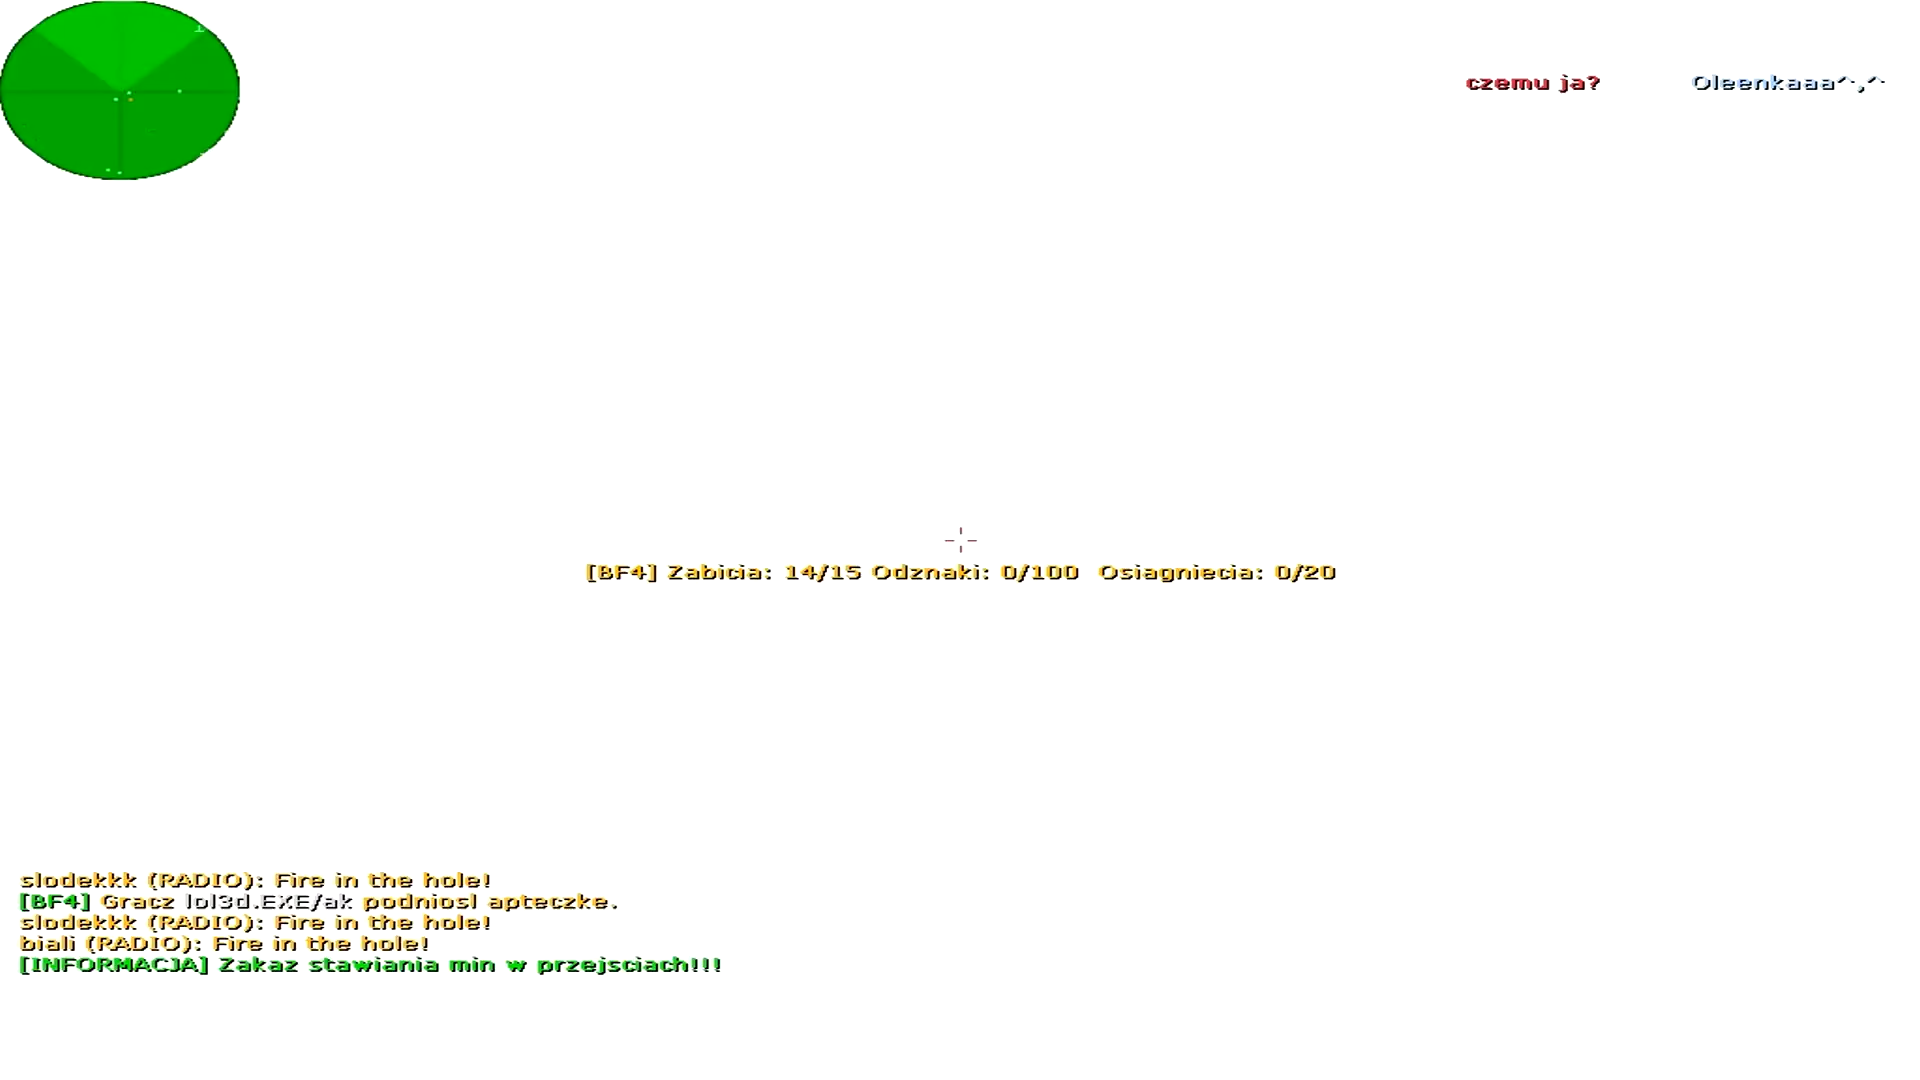 czemu ja? Oleenkaaa^,^
[BF4] Zabicia: 14/15 Odznaki: 0/100 Osiagniecia: 0/20
slodekkk (RADIO): Fire in the hole!
[BF4] Gracz lol3d.EXE/ak podniosl apteczke.
slodekkk (RADIO): Fire in the hole!
biali (RADIO): Fire in the hole!
[INFORMACJA] Zakaz stawiania min w przejsciach!!!